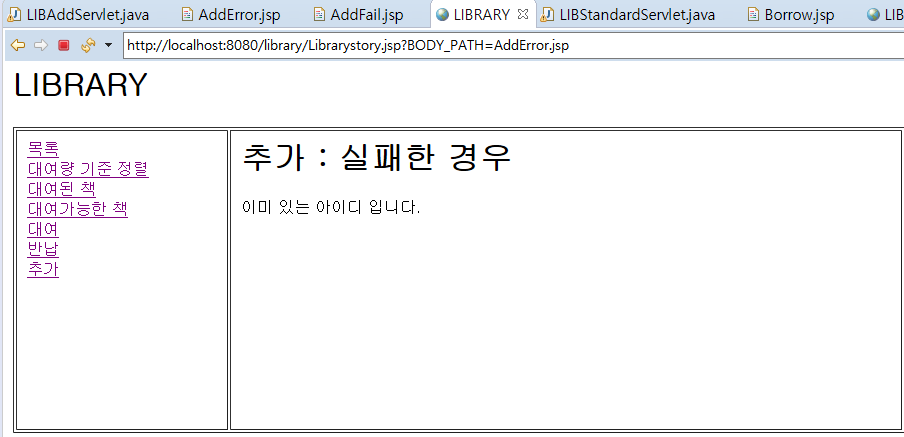 LIBAddServlet.java AddError.jsp AddFail.jsp LIBRARY LIBStandardServlet.java Borrow.jsp LIB
http://localhost:8080/library/Librarystory.jsp?BODY_PATH=AddError.jsp
LIBRARY
목록
대여량 기준 정렬
대여된 책
대여가능한 책
대여
반납
추가
추가 : 실패한 경우
이미 있는 아이디 입니다.